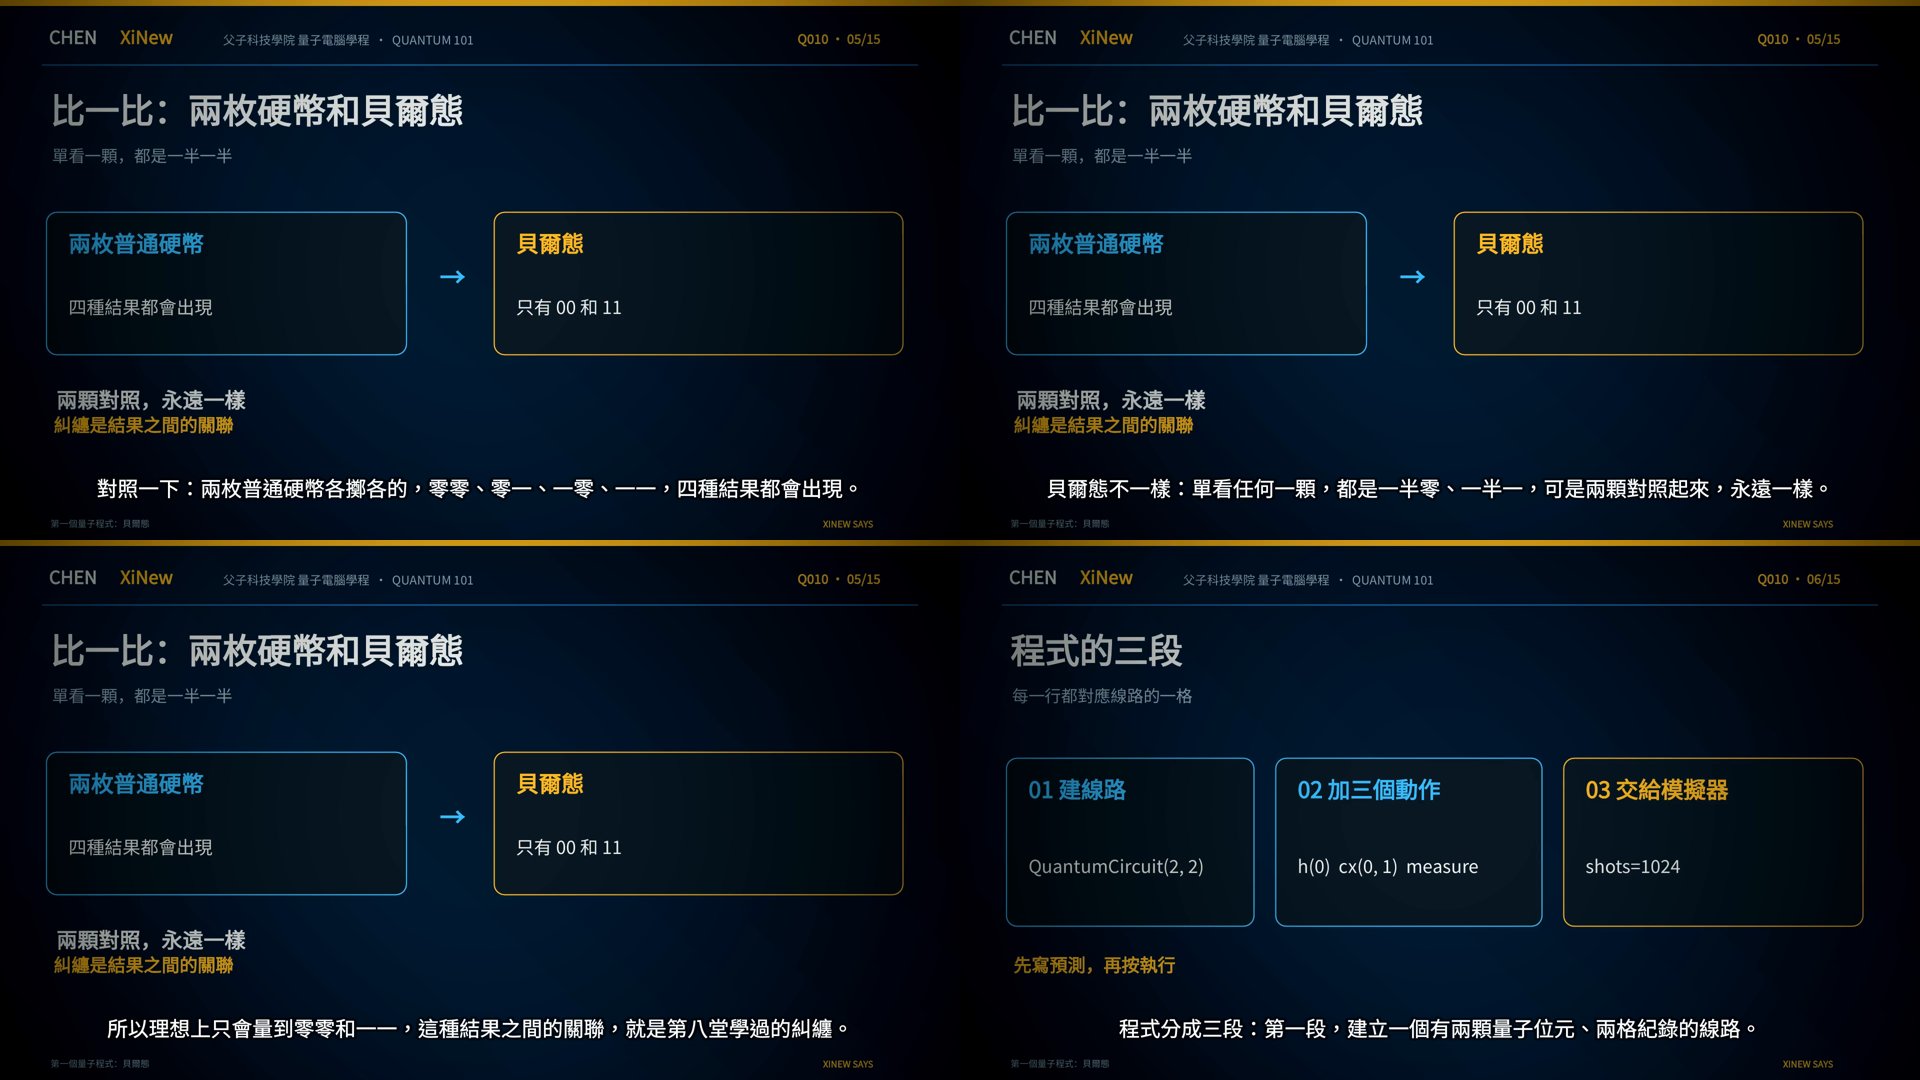 CHEN XiNew 父子科技學院 量子電腦學程 · QUANTUM 101 Q010 · 05/15
比一比：兩枚硬幣和貝爾態
單看一顆，都是一半一半
兩枚普通硬幣
四種結果都會出現
→
貝爾態
只有 00 和 11
兩顆對照，永遠一樣
糾纏是結果之間的關聯
對照一下：兩枚普通硬幣各擲各的，零零、零一、一零、一一，四種結果都會出現。
第一個量子程式：貝爾態 XINEW SAYS
CHEN XiNew 父子科技學院 量子電腦學程 · QUANTUM 101 Q010 · 05/15
比一比：兩枚硬幣和貝爾態
單看一顆，都是一半一半
兩枚普通硬幣
四種結果都會出現
→
貝爾態
只有 00 和 11
兩顆對照，永遠一樣
糾纏是結果之間的關聯
貝爾態不一樣：單看任何一顆，都是一半零、一半一，可是兩顆對照起來，永遠一樣。
第一個量子程式：貝爾態 XINEW SAYS
CHEN XiNew 父子科技學院 量子電腦學程 · QUANTUM 101 Q010 · 05/15
比一比：兩枚硬幣和貝爾態
單看一顆，都是一半一半
兩枚普通硬幣
四種結果都會出現
→
貝爾態
只有 00 和 11
兩顆對照，永遠一樣
糾纏是結果之間的關聯
所以理想上只會量到零零和一一，這種結果之間的關聯，就是第八堂學過的糾纏。
第一個量子程式：貝爾態 XINEW SAYS
CHEN XiNew 父子科技學院 量子電腦學程 · QUANTUM 101 Q010 · 06/15
程式的三段
每一行都對應線路的一格
01 建線路
QuantumCircuit(2, 2)
02 加三個動作
h(0) cx(0, 1) measure
03 交給模擬器
shots=1024
先寫預測，再按執行
程式分成三段：第一段，建立一個有兩顆量子位元、兩格紀錄的線路。
第一個量子程式：貝爾態 XINEW SAYS